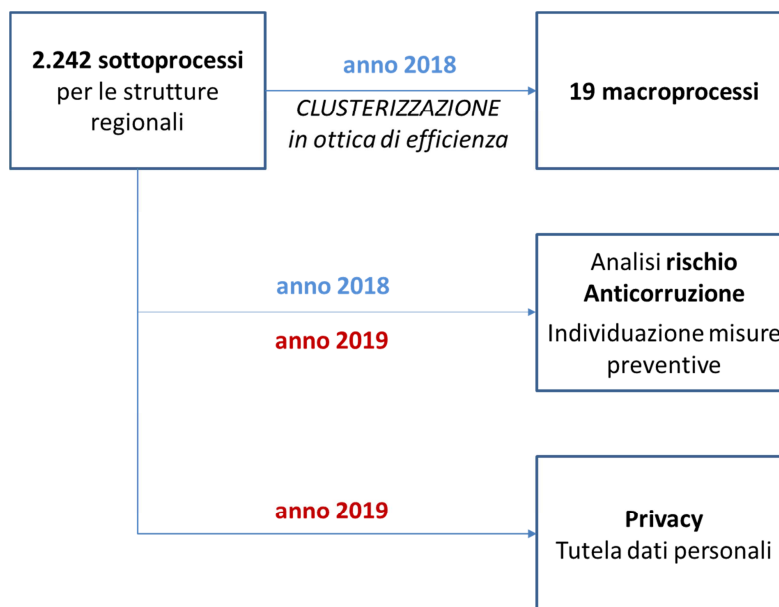 2.242 sottoprocessi
per le strutture
regionali
anno 2018
CLUSTERIZZAZIONE
in ottica di efficienza
19 macroprocessi
anno 2018
anno 2019
Analisi rischio
Anticorruzione
Individuazione misure
preventive
anno 2019
Privacy
Tutela dati personali